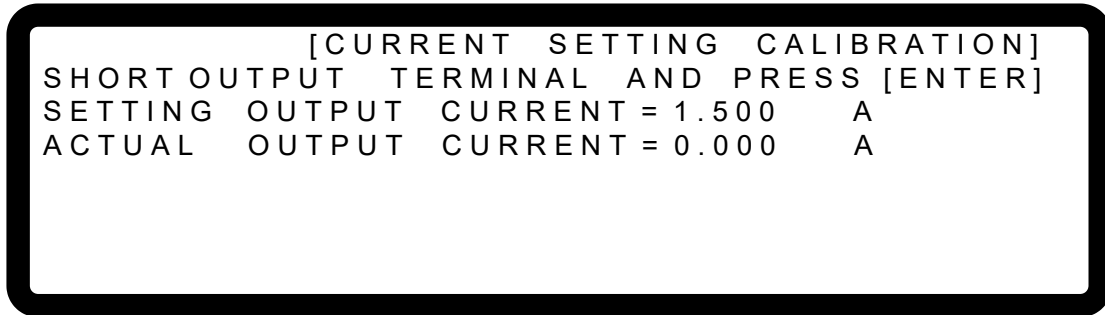 [CURRENT SETTING CALIBRATION]
SHORT OUTPUT TERMINAL AND PRESS [ENTER]
SETTING OUTPUT CURRENT = 1.500 A
ACTUAL OUTPUT CURRENT = 0.000 A